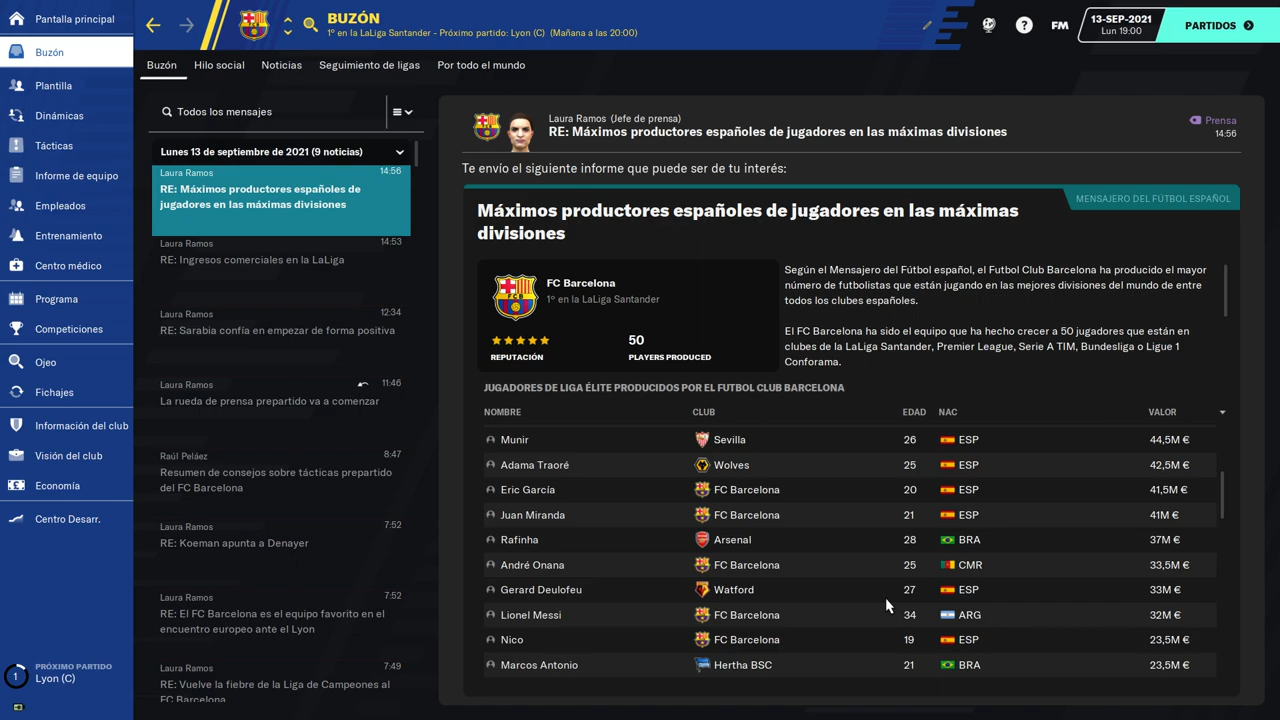 Pantalla principal
Buzón
Plantilla
Dinámicas
Tácticas
Informe de equipo
Empleados
Entrenamiento
Centro médico
Programa
Competiciones
Ojeo
Fichajes
Información del club
Visión del club
Economía
Centro Desarr.
1
PRÓXIMO PARTIDO
Lyon (C)
BUZÓN
1º en la LaLiga Santander - Próximo partido: Lyon (C) (Mañana a las 20:00)
?
FM
13-SEP-2021
Lun 19:00
PARTIDOS
Buzón
Hilo social
Noticias
Seguimiento de ligas
Por todo el mundo
Todos los mensajes
Lunes 13 de septiembre de 2021 (9 noticias)
Laura Ramos 14:56
RE: Máximos productores españoles de
jugadores en las máximas divisiones
Laura Ramos 14:53
RE: Ingresos comerciales en la LaLiga
Laura Ramos 12:34
RE: Sarabia confía en empezar de forma positiva
Laura Ramos 11:46
La rueda de prensa prepartido va a comenzar
Raúl Peláez 8:47
Resumen de consejos sobre tácticas prepartido
del FC Barcelona
Laura Ramos 7:52
RE: Koeman apunta a Denayer
Laura Ramos 7:52
RE: El FC Barcelona es el equipo favorito en el
encuentro europeo ante el Lyon
Laura Ramos 7:49
RE: Vuelve la fiebre de la Liga de Campeones al
FC Barcelona
Laura Ramos (Jefe de prensa)
RE: Máximos productores españoles de jugadores en las máximas divisiones
Prensa
14:56
Te envío el siguiente informe que puede ser de tu interés:
MENSAJERO DEL FÚTBOL ESPAÑOL
Máximos productores españoles de jugadores en las máximas
divisiones
FC Barcelona
1º en la LaLiga Santander
REPUTACIÓN
50
PLAYERS PRODUCED
Según el Mensajero del Fútbol español, el Futbol Club Barcelona ha producido el mayor
número de futbolistas que están jugando en las mejores divisiones del mundo de entre
todos los clubes españoles.
El FC Barcelona ha sido el equipo que ha hecho crecer a 50 jugadores que están en
clubes de la LaLiga Santander, Premier League, Serie A TIM, Bundesliga o Ligue 1
Conforama.
JUGADORES DE LIGA ÉLITE PRODUCIDOS POR EL FUTBOL CLUB BARCELONA
NOMBRE CLUB EDAD NAC VALOR
Munir Sevilla 26 ESP 44,5M €
Adama Traoré Wolves 25 ESP 42,5M €
Eric García FC Barcelona 20 ESP 41,5M €
Juan Miranda FC Barcelona 21 ESP 41M €
Rafinha Arsenal 28 BRA 37M €
André Onana FC Barcelona 25 CMR 33,5M €
Gerard Deulofeu Watford 27 ESP 33M €
Lionel Messi FC Barcelona 34 ARG 32M €
Nico FC Barcelona 19 ESP 23,5M €
Marcos Antonio Hertha BSC 21 BRA 23,5M €